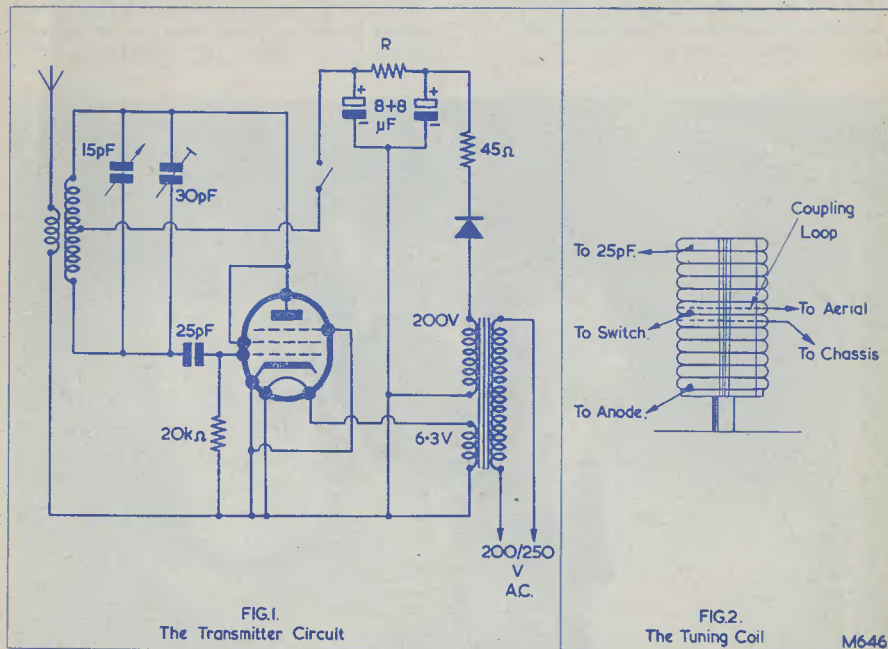 R
8+8
µF
+
-
+
-
45Ω
15pF
30pF
25pF
20kΩ
200V
6·3V
200/250
V
A.C.
FIG.1.
The Transmitter Circuit
Coupling
Loop
To 25pF.
To Aerial
To Switch
To Chassis
To Anode.
FIG.2.
The Tuning Coil
M646